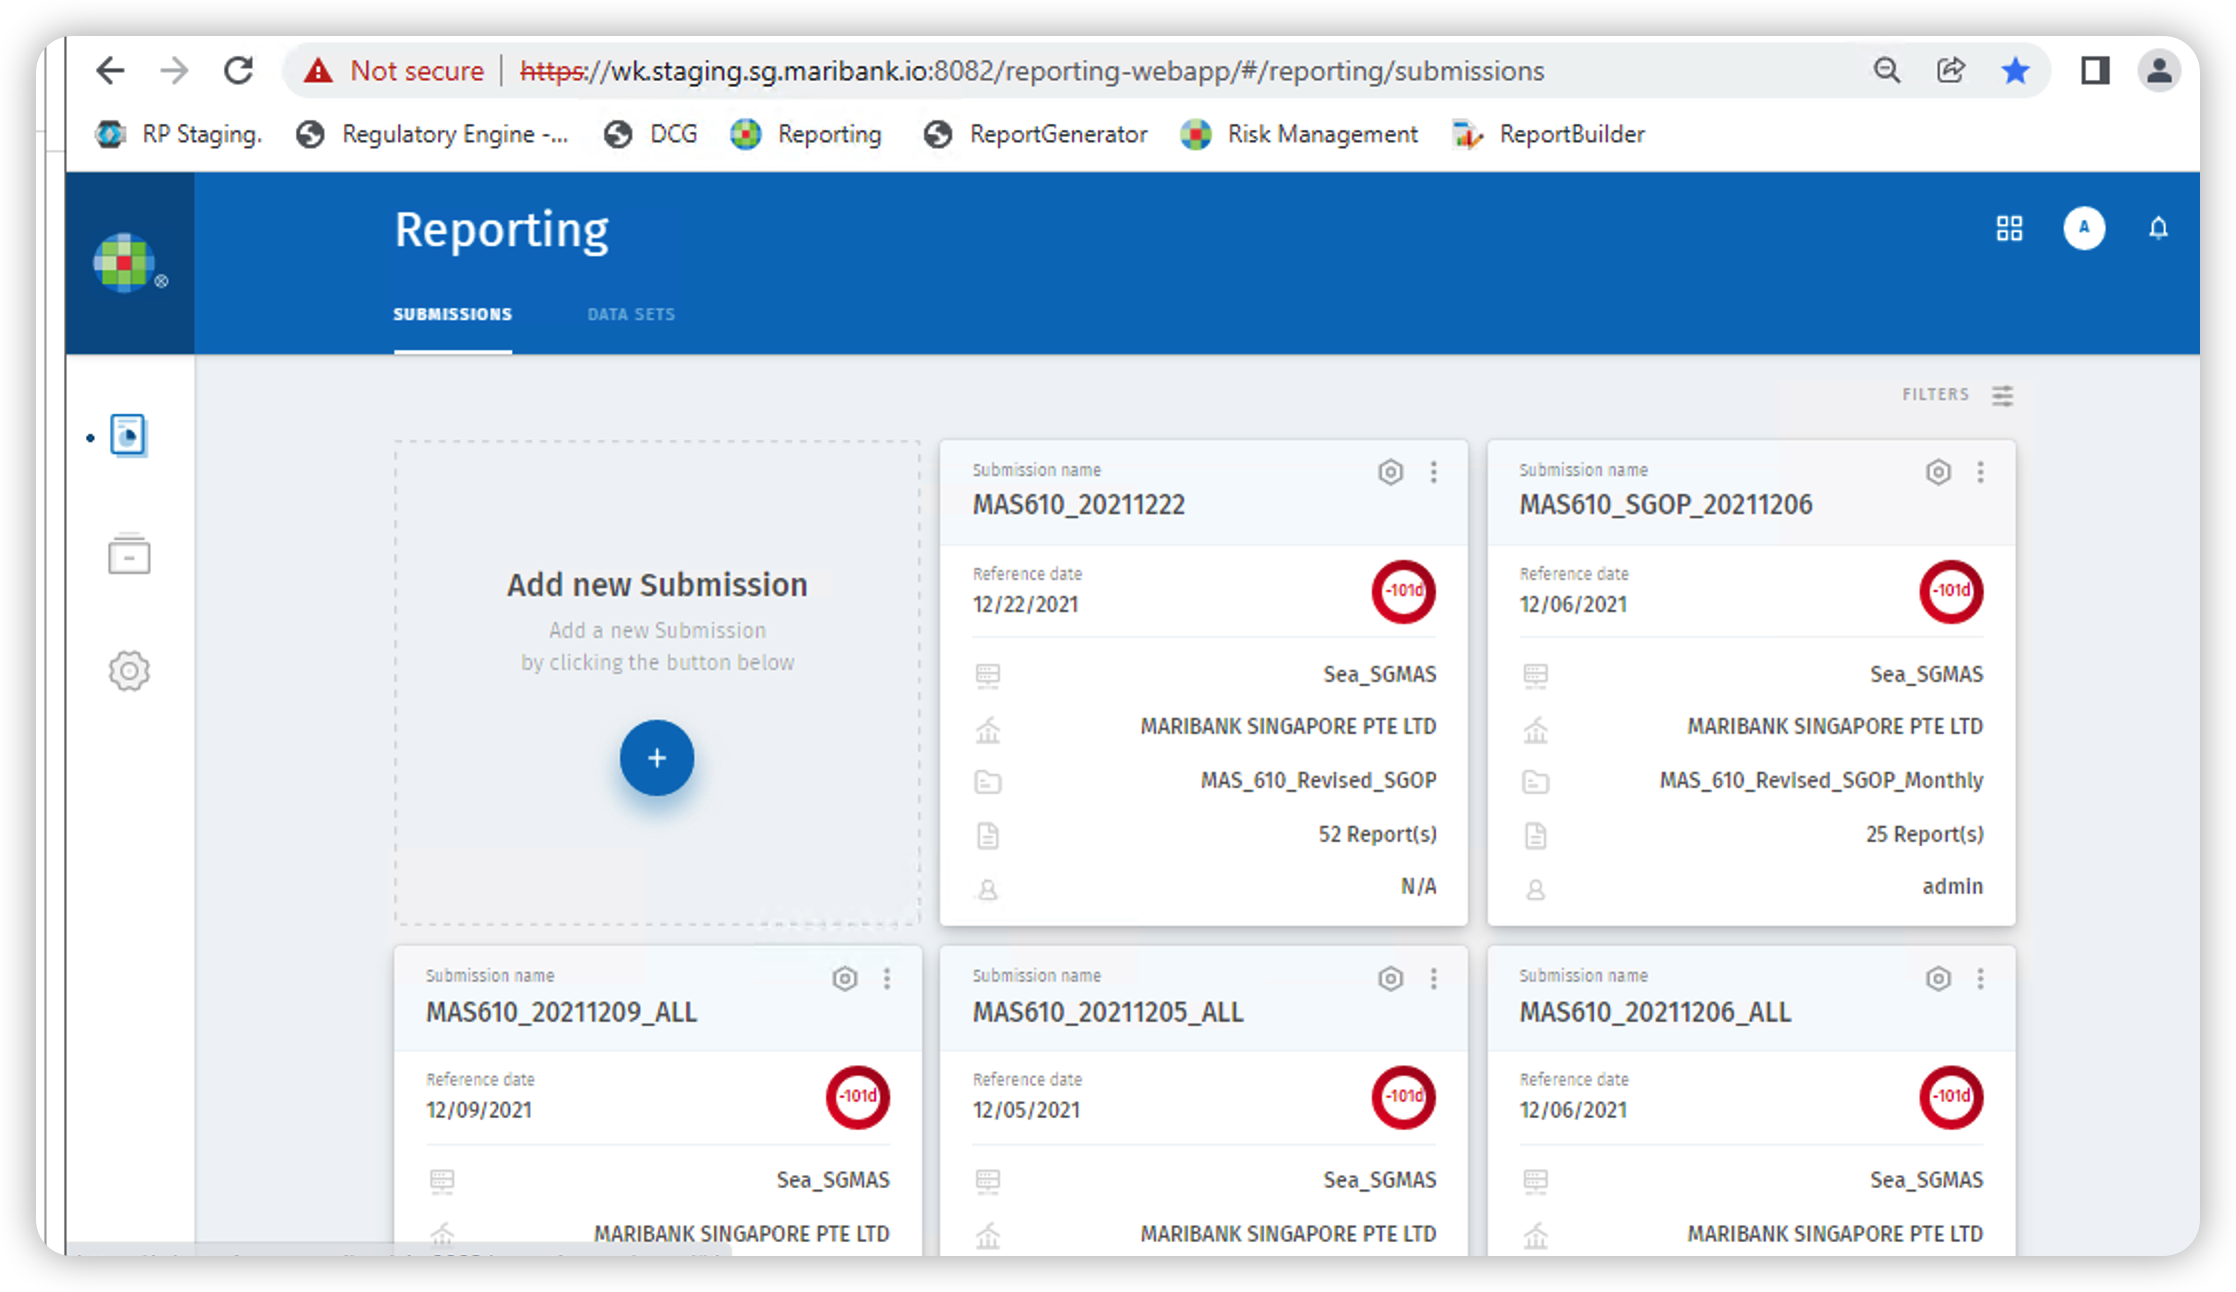 Not secure | https://wk.staging.sg.maribank.io:8082/reporting-webapp/#/reporting/submissions
RP Staging. Regulatory Engine -... DCG Reporting ReportGenerator Risk Management ReportBuilder
Reporting
A
SUBMISSIONS DATA SETS
FILTERS
Add new Submission
Add a new Submission
by clicking the button below
+
Submission name
MAS610_20211222
Reference date
12/22/2021
-101d
Sea_SGMAS
MARIBANK SINGAPORE PTE LTD
MAS_610_Revised_SGOP
52 Report(s)
N/A
Submission name
MAS610_SGOP_20211206
Reference date
12/06/2021
-101d
Sea_SGMAS
MARIBANK SINGAPORE PTE LTD
MAS_610_Revised_SGOP_Monthly
25 Report(s)
admin
Submission name
MAS610_20211209_ALL
Reference date
12/09/2021
-101d
Sea_SGMAS
MARIBANK SINGAPORE PTE LTD
Submission name
MAS610_20211205_ALL
Reference date
12/05/2021
-101d
Sea_SGMAS
MARIBANK SINGAPORE PTE LTD
Submission name
MAS610_20211206_ALL
Reference date
12/06/2021
-101d
Sea_SGMAS
MARIBANK SINGAPORE PTE LTD